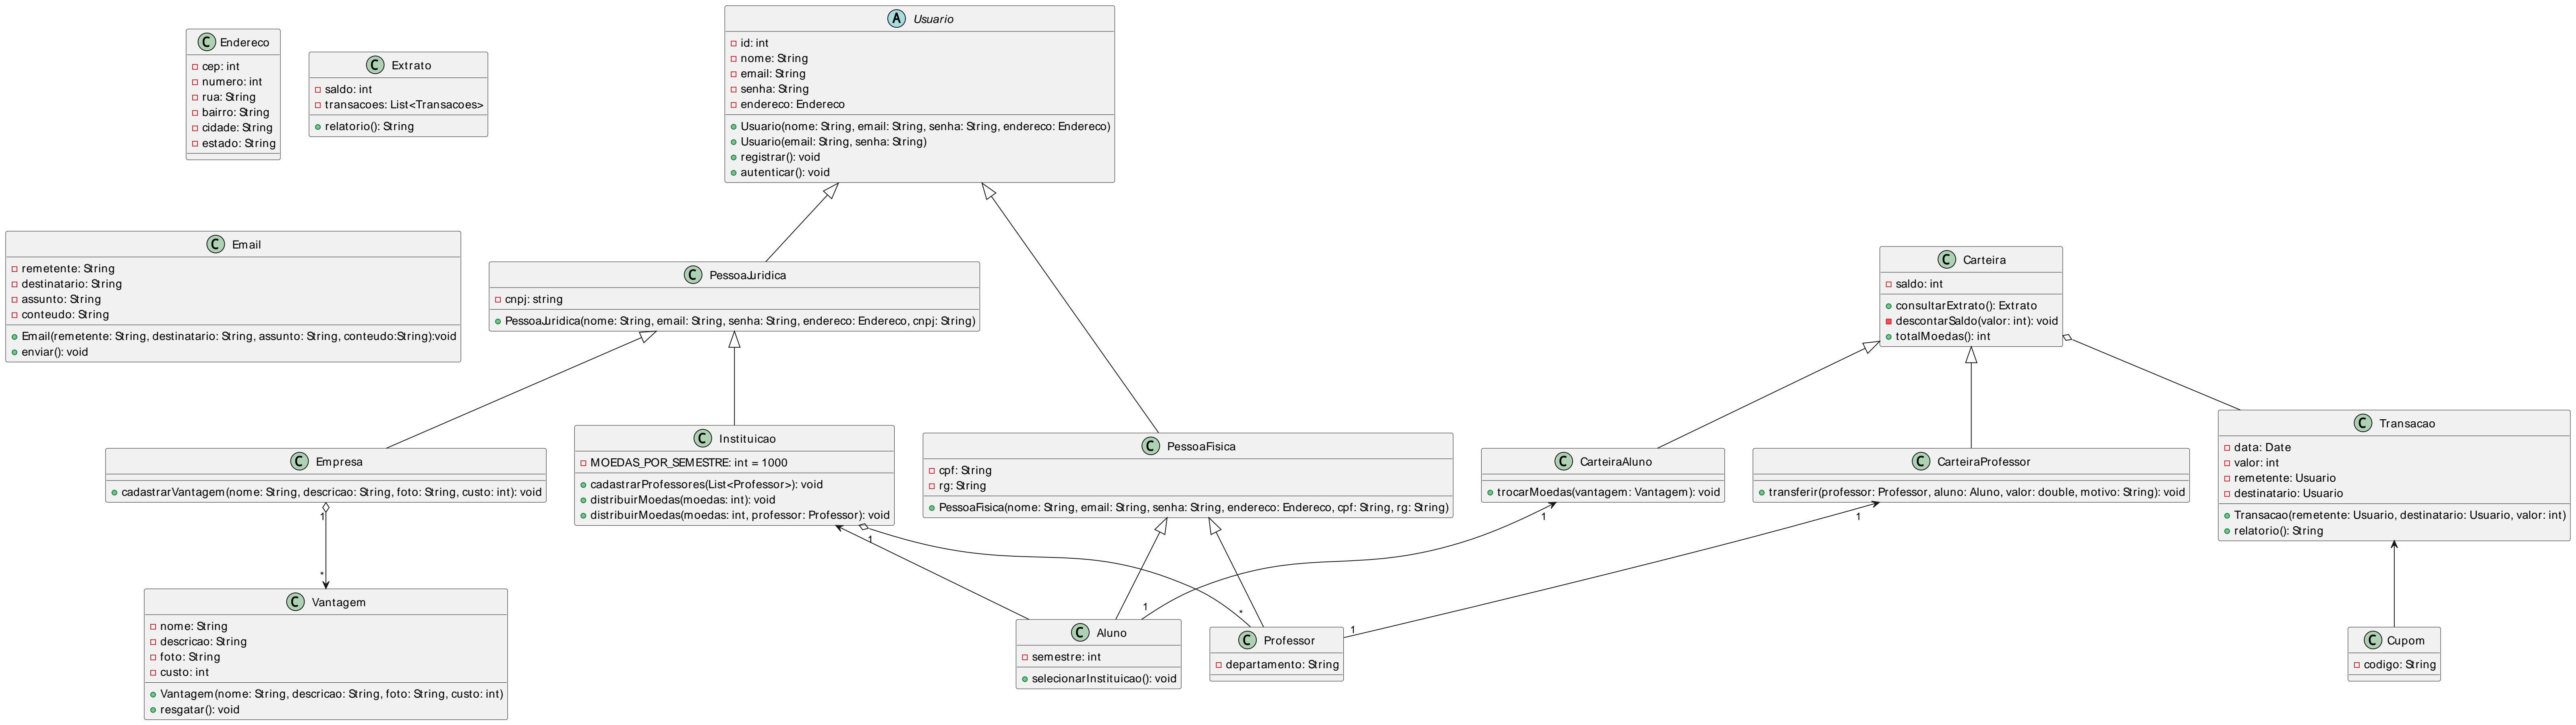 Endereco
cep: int
numero: int
rua: String
bairro: String
cidade: String
estado: String
Extrato
saldo: int
transacoes: List<Transacoes>
relatorio(): String
A Usuario
id: int
nome: String
email: String
senha: String
endereco: Endereco
Usuario(nome: String, email: String, senha: String, endereco: Endereco)
Usuario(email: String, senha: String)
registrar(): void
autenticar(): void
C Email
remetente: String
destinatario: String
assunto: String
conteudo: String
Email(remetente: String, destinatario: String, assunto: String, conteudo:String):void
enviar(): void
C PessoaJuridica
cnpj: string
PessoaJuridica(nome: String, email: String, senha: String, endereco: Endereco, cnpj: String)
C Carteira
saldo: int
consultarExtrato(): Extrato
descontarSaldo(valor: int): void
totalMoedas(): int
C Empresa
cadastrarVantagem(nome: String, descricao: String, foto: String, custo: int): void
C Instituicao
MOEDAS_POR_SEMESTRE: int = 1000
cadastrarProfessores(List<Professor>): void
distribuirMoedas(moedas: int): void
distribuirMoedas(moedas: int, professor: Professor): void
C PessoaFisica
cpf: String
rg: String
PessoaFisica(nome: String, email: String, senha: String, endereco: Endereco, cpf: String, rg: String)
C CarteiraAluno
trocarMoedas(vantagem: Vantagem): void
C CarteiraProfessor
transferir(professor: Professor, aluno: Aluno, valor: double, motivo: String): void
C Transacao
data: Date
valor: int
remetente: Usuario
destinatario: Usuario
Transacao(remetente: Usuario, destinatario: Usuario, valor: int)
relatorio(): String
1
*
1
1
1
*
1
1
C Vantagem
nome: String
descricao: String
foto: String
custo: int
Vantagem(nome: String, descricao: String, foto: String, custo: int)
resgatar(): void
C Aluno
semestre: int
selecionarInstituicao(): void
C Professor
departamento: String
C Cupom
codigo: String